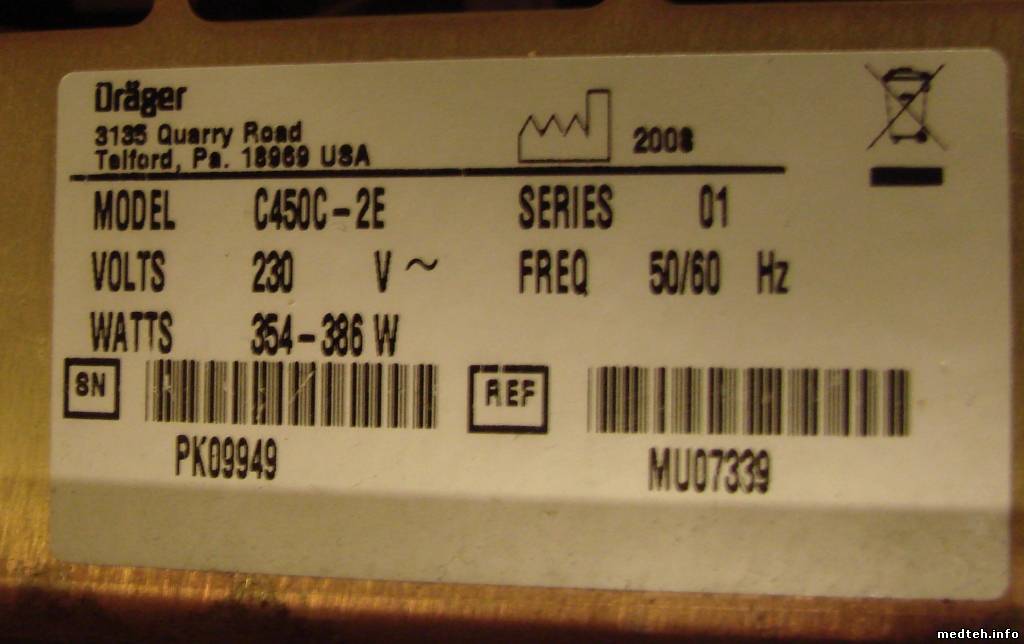 Dräger
3135 Quarry Road
Telford, Pa. 18969 USA
2008
MODEL C450C-2E SERIES 01
VOLTS 230 V ~ FREQ 50/60 Hz
WATTS 354-386 W
SN REF
PK09949 MU07339
medteh.info